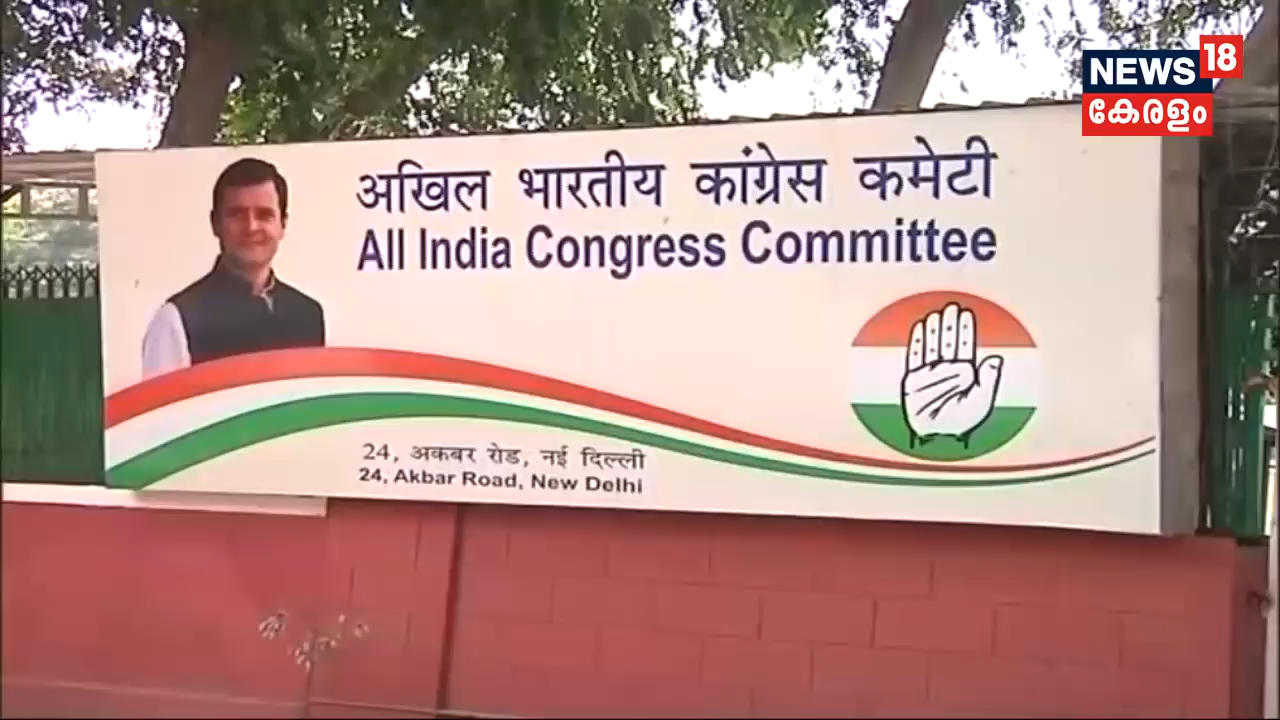 NEWS 18
കേരളം
अखिल भारतीय कांग्रेस कमेटी
All India Congress Committee
24, अकबर रोड, नई दिल्ली
24, Akbar Road, New Delhi